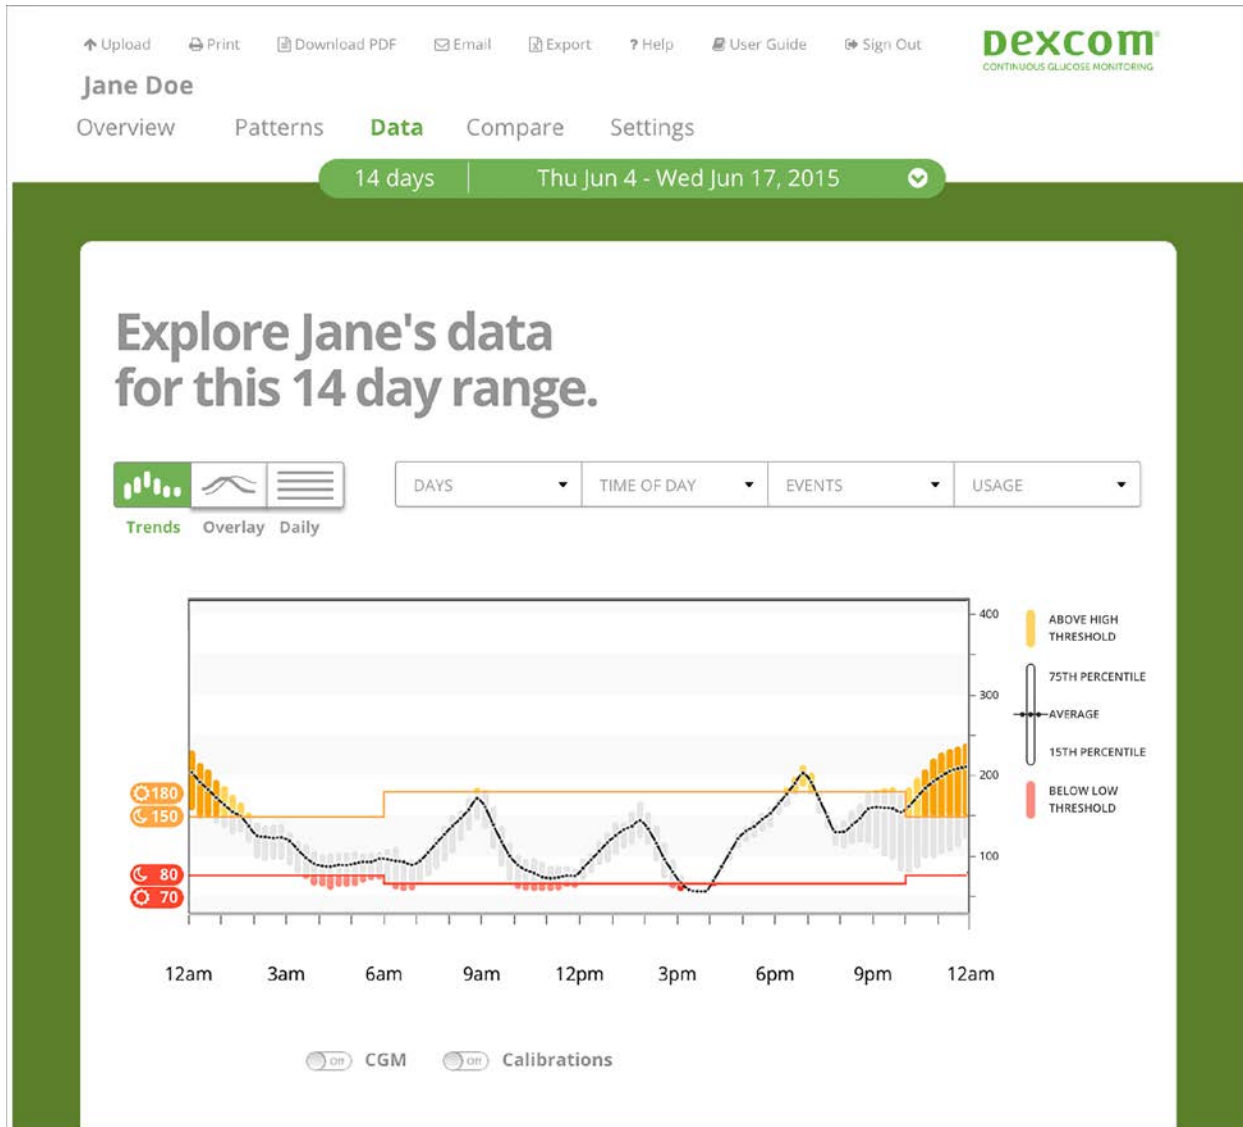 Upload Print Download PDF Email Export ? Help User Guide Sign Out
Dexcom
CONTINUOUS GLUCOSE MONITORING
Jane Doe
Overview Patterns Data Compare Settings
14 days Thu Jun 4 - Wed Jun 17, 2015
Explore Jane's data
for this 14 day range.
DAYS TIME OF DAY EVENTS USAGE
Trends Overlay Daily
400
300
200
100
180
150
80
70
ABOVE HIGH
THRESHOLD
75TH PERCENTILE
AVERAGE
15TH PERCENTILE
BELOW LOW
THRESHOLD
12am 3am 6am 9am 12pm 3pm 6pm 9pm 12am
Off CGM Off Calibrations